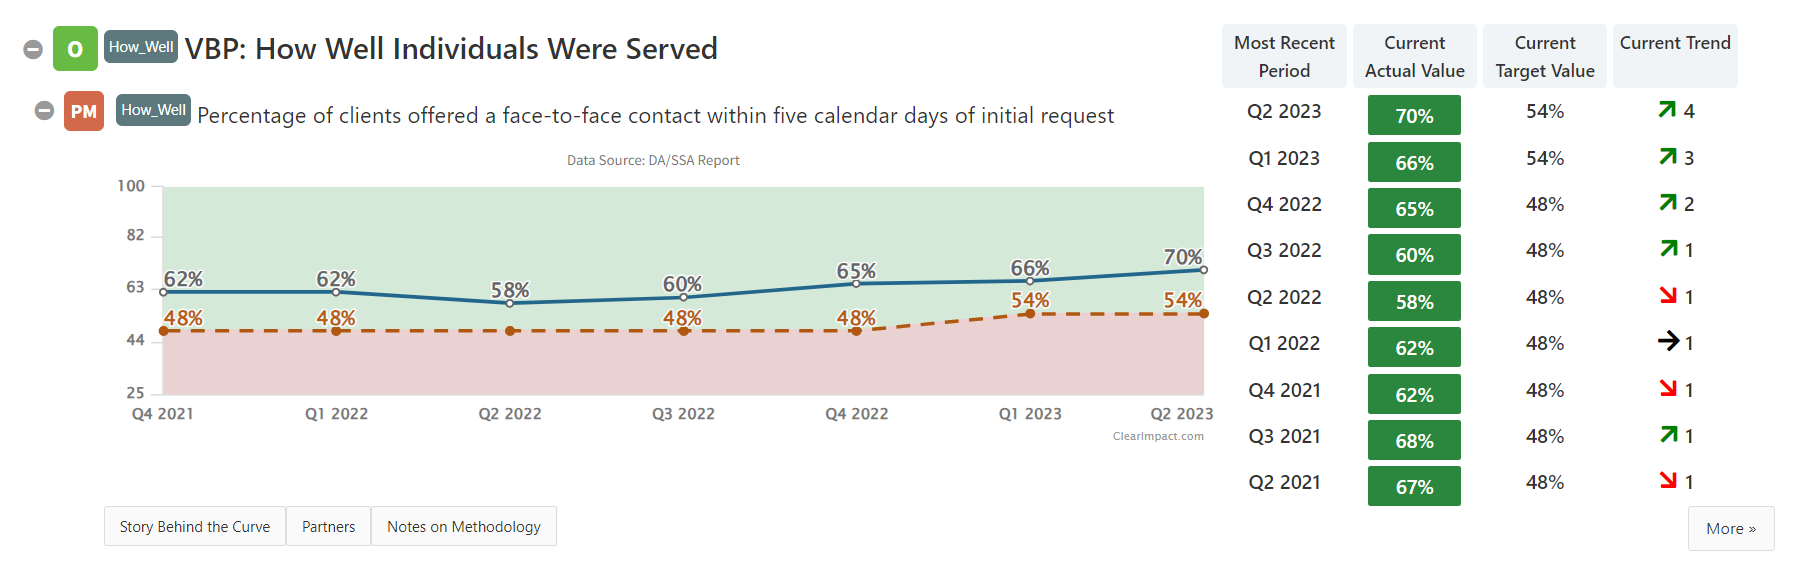 O How_Well VBP: How Well Individuals Were Served
PM How_Well Percentage of clients offered a face-to-face contact within five calendar days of initial request
Data Source: DA/SSA Report
100
82
63
44
25
62% 62% 58% 60% 65% 66% 70%
48% 48% 48% 48% 54% 54%
Q4 2021 Q1 2022 Q2 2022 Q3 2022 Q4 2022 Q1 2023 Q2 2023
ClearImpact.com
Story Behind the Curve Partners Notes on Methodology
Most Recent Period Current Actual Value Current Target Value Current Trend
Q2 2023 70% 54% 4
Q1 2023 66% 54% 3
Q4 2022 65% 48% 2
Q3 2022 60% 48% 1
Q2 2022 58% 48% 1
Q1 2022 62% 48% 1
Q4 2021 62% 48% 1
Q3 2021 68% 48% 1
Q2 2021 67% 48% 1
More »